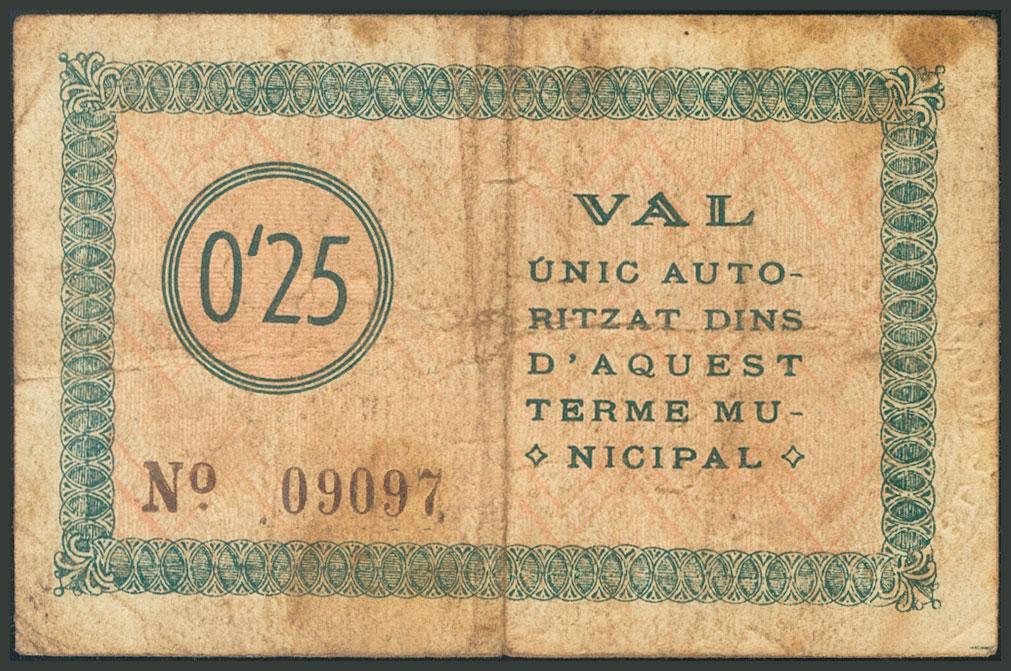 0'25
VAL
ÚNIC AUTO-
RITZAT DINS
D'AQUEST
TERME MU-
◇ NICIPAL ◇
Nº 09097